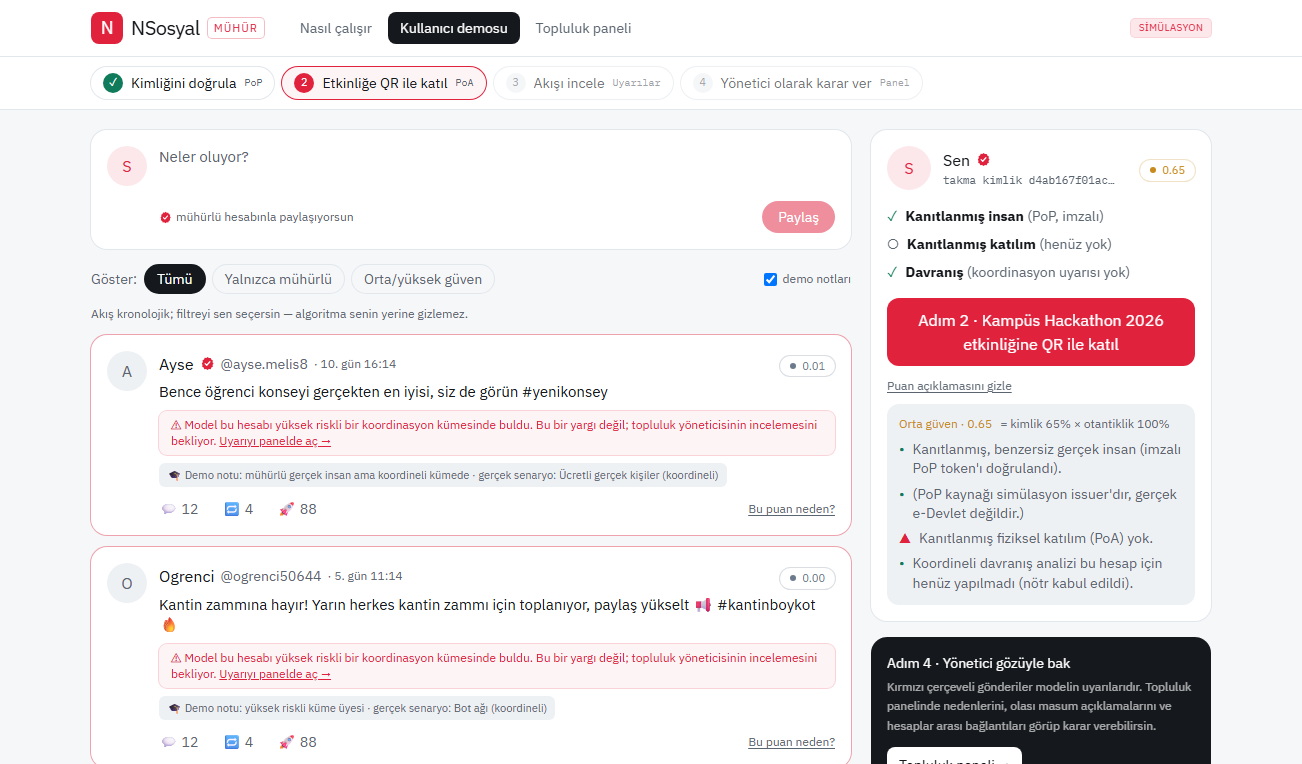 N NSosyal MÜHÜR Nasıl çalışır Kullanıcı demosu Topluluk paneli SİMÜLASYON
✓ Kimliğini doğrula PoP 2 Etkinliğe QR ile katıl PoA 3 Akışı incele Uyarılar 4 Yönetici olarak karar ver Panel
S Neler oluyor?
mühürlü hesabınla paylaşıyorsun Paylaş
Göster: Tümü Yalnızca mühürlü Orta/yüksek güven demo notları
Akış kronolojik; filtreyi sen seçersin — algoritma senin yerine gizlemez.
A Ayse @ayse.melis8 · 10. gün 16:14 0.01
Bence öğrenci konseyi gerçekten en iyisi, siz de görün #yenikonsey
⚠ Model bu hesabı yüksek riskli bir koordinasyon kümesinde buldu. Bu bir yargı değil; topluluk yöneticisinin incelemesini
bekliyor. Uyarıyı panelde aç →
🎓 Demo notu: mühürlü gerçek insan ama koordineli kümede · gerçek senaryo: Ücretli gerçek kişiler (koordineli)
💬 12 🔁 4 🚀 88 Bu puan neden?
O Ogrenci @ogrenci50644 · 5. gün 11:14 0.00
Kantin zammına hayır! Yarın herkes kantin zammı için toplanıyor, paylaş yükselt 📢 #kantinboykot
🔥
⚠ Model bu hesabı yüksek riskli bir koordinasyon kümesinde buldu. Bu bir yargı değil; topluluk yöneticisinin incelemesini
bekliyor. Uyarıyı panelde aç →
🎓 Demo notu: yüksek riskli küme üyesi · gerçek senaryo: Bot ağı (koordineli)
💬 12 🔁 4 🚀 88 Bu puan neden?
S Sen 0.65
takma kimlik d4ab167f01ac…
✓ Kanıtlanmış insan (PoP, imzalı)
○ Kanıtlanmış katılım (henüz yok)
✓ Davranış (koordinasyon uyarısı yok)
Adım 2 · Kampüs Hackathon 2026
etkinliğine QR ile katıl
Puan açıklamasını gizle
Orta güven · 0.65 = kimlik 65% × otantiklik 100%
• Kanıtlanmış, benzersiz gerçek insan (imzalı
PoP token'ı doğrulandı).
• (PoP kaynağı simülasyon issuer'dır, gerçek
e-Devlet değildir.)
▲ Kanıtlanmış fiziksel katılım (PoA) yok.
• Koordineli davranış analizi bu hesap için
henüz yapılmadı (nötr kabul edildi).
Adım 4 · Yönetici gözüyle bak
Kırmızı çerçeveli gönderiler modelin uyarılarıdır. Topluluk
panelinde nedenlerini, olası masum açıklamalarını ve
hesaplar arası bağlantıları görüp karar verebilirsin.
Topluluk paneli →